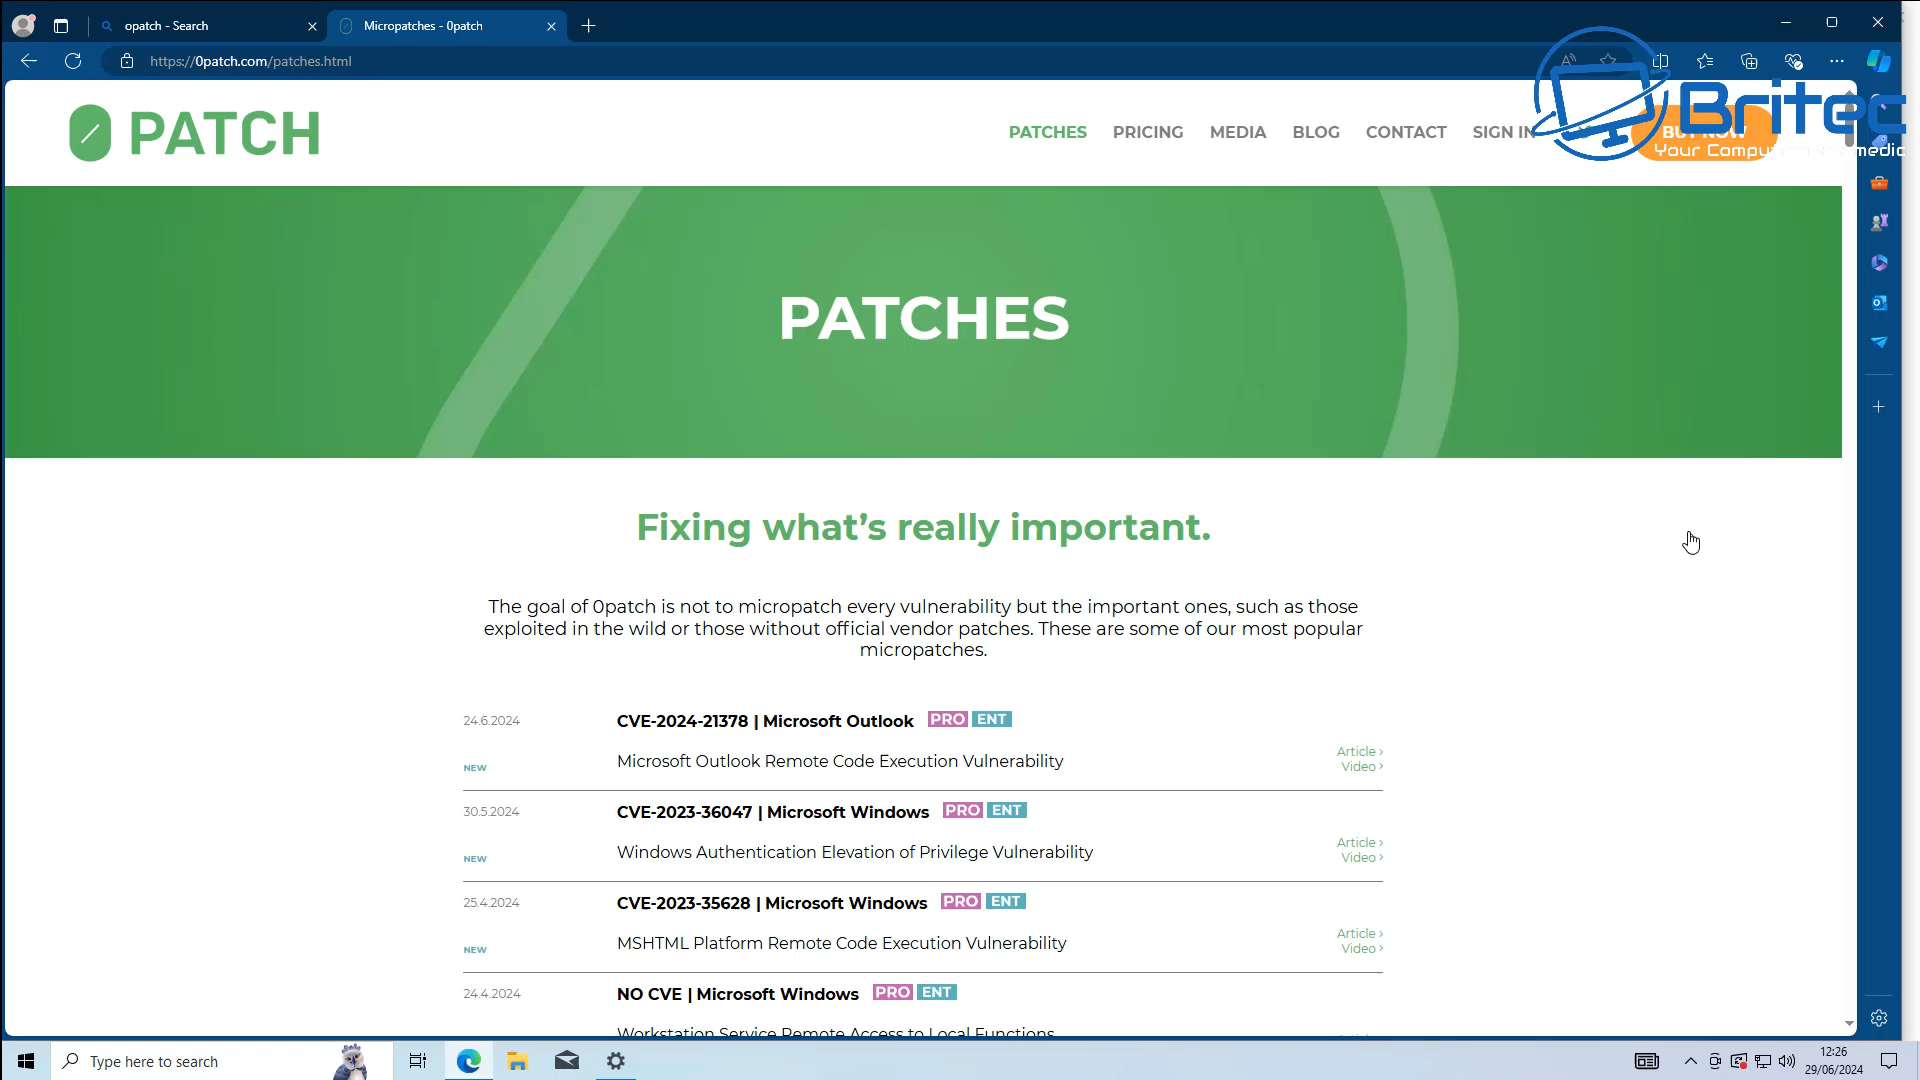 opatch - Search
Micropatches - 0patch
https://0patch.com/patches.html
0PATCH
PATCHES
PRICING
MEDIA
BLOG
CONTACT
SIGN IN
BUY NOW
Britec
Your Computer medic
PATCHES
Fixing what's really important.
The goal of 0patch is not to micropatch every vulnerability but the important ones, such as those
exploited in the wild or those without official vendor patches. These are some of our most popular
micropatches.
24.6.2024
CVE-2024-21378 | Microsoft Outlook PRO ENT
NEW
Microsoft Outlook Remote Code Execution Vulnerability
Article ›
Video ›
30.5.2024
CVE-2023-36047 | Microsoft Windows PRO ENT
NEW
Windows Authentication Elevation of Privilege Vulnerability
Article ›
Video ›
25.4.2024
CVE-2023-35628 | Microsoft Windows PRO ENT
NEW
MSHTML Platform Remote Code Execution Vulnerability
Article ›
Video ›
24.4.2024
NO CVE | Microsoft Windows PRO ENT
Workstation Service Remote Access to Local Functions
Type here to search
12:26
29/06/2024